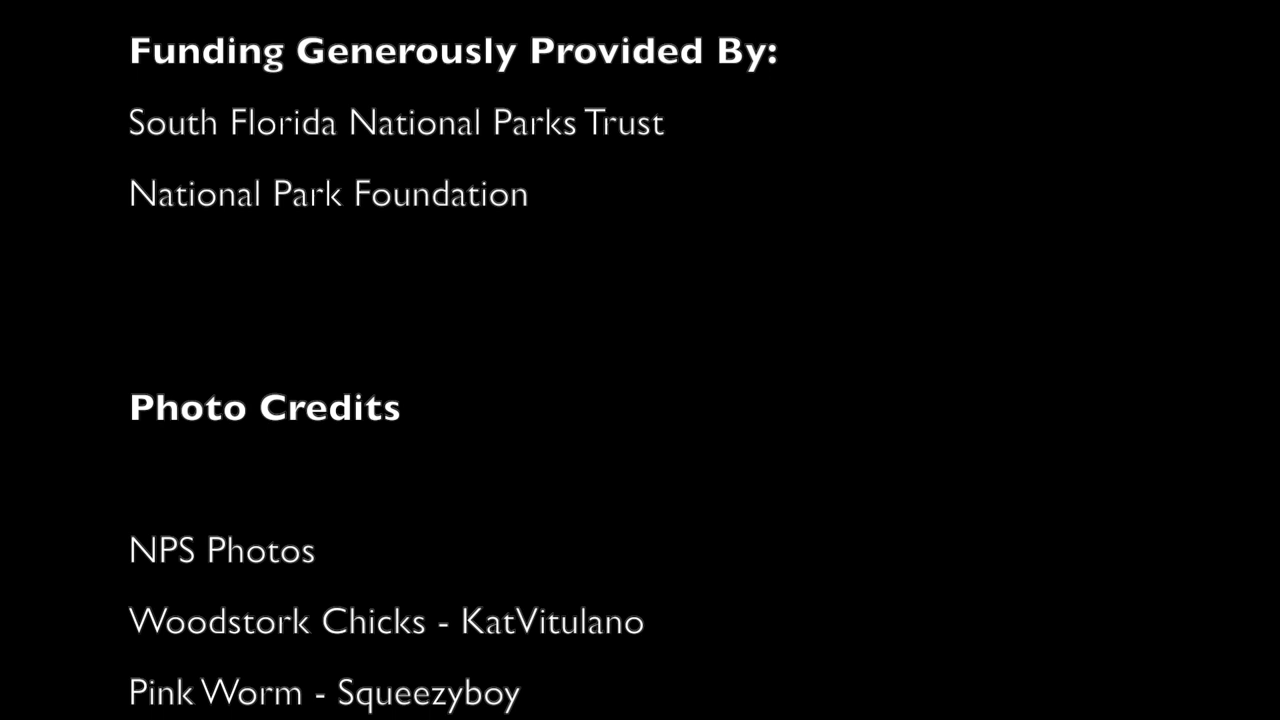 Funding Generously Provided By:
South Florida National Parks Trust
National Park Foundation
Photo Credits
NPS Photos
Woodstork Chicks - KatVitulano
Pink Worm - Squeezyboy